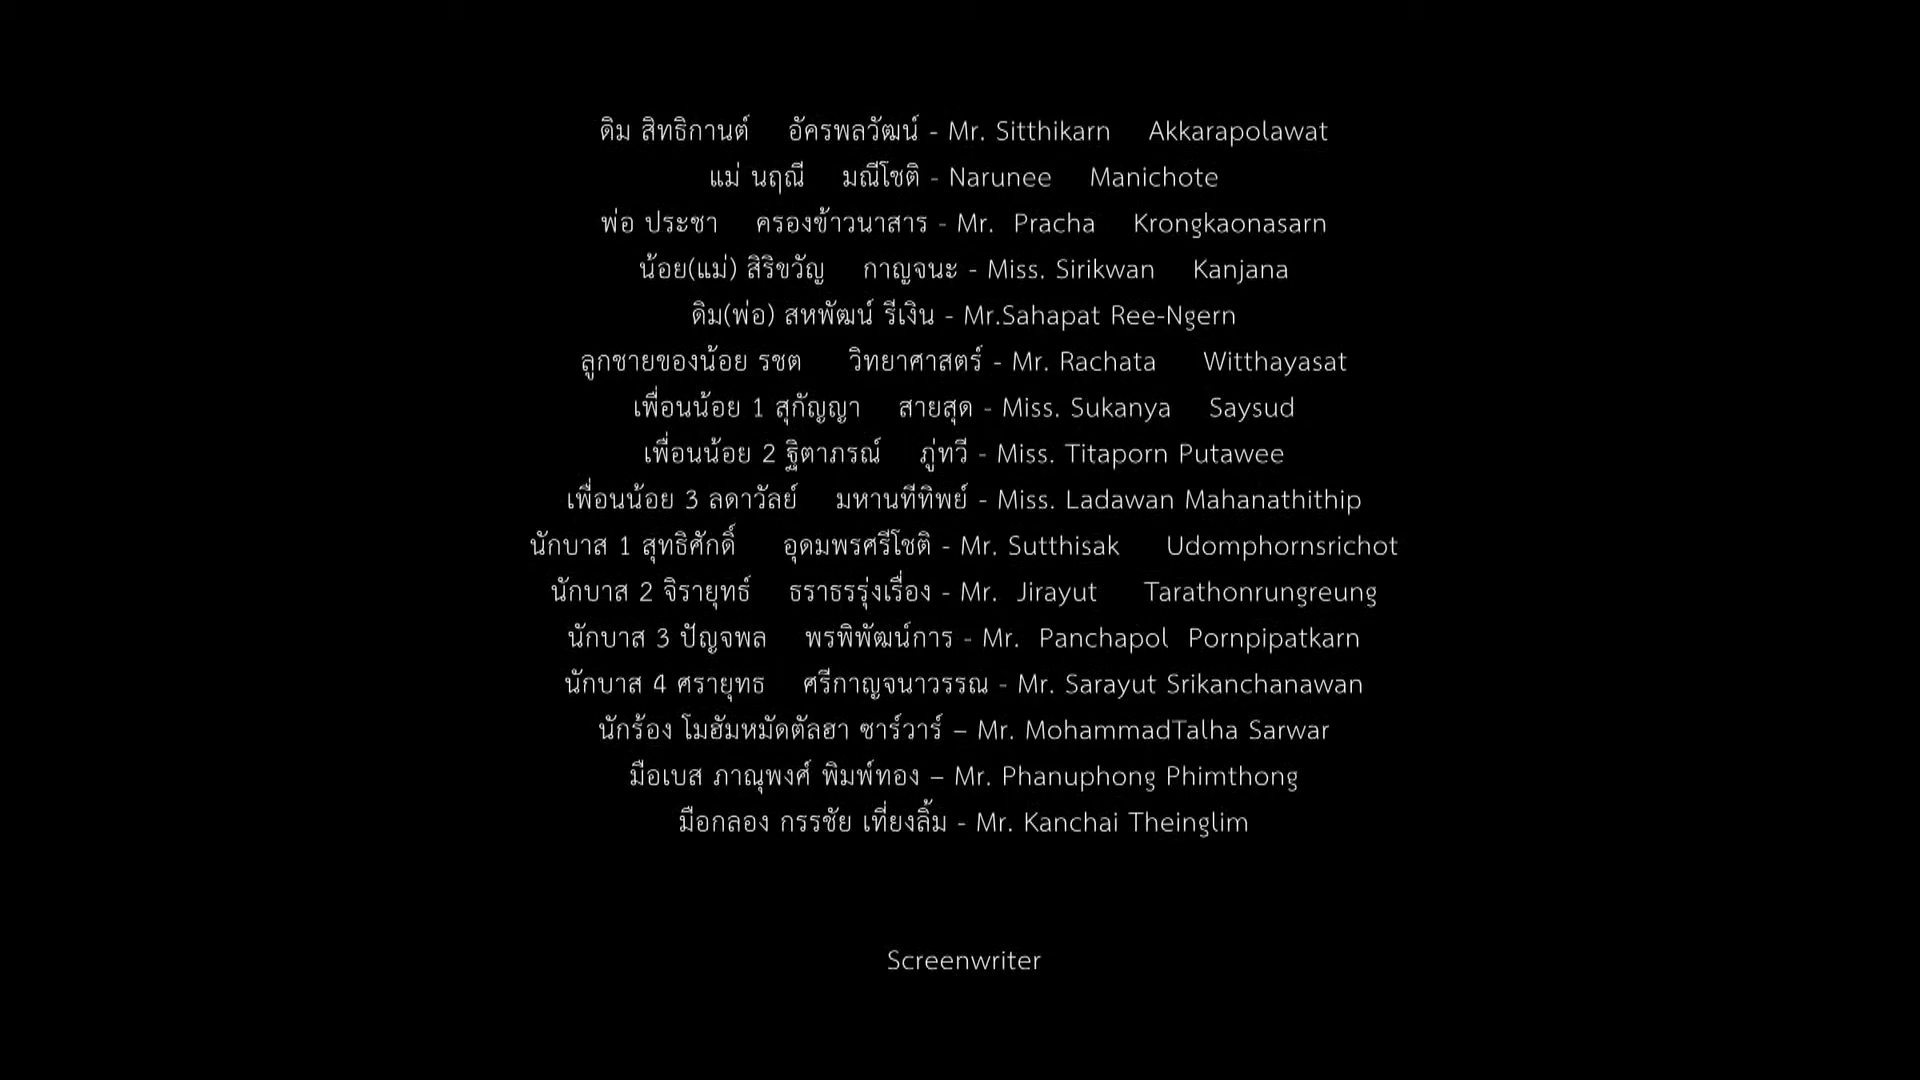 ดิม สิทธิกานต์ อัครพลวัฒน์ - Mr. Sitthikarn Akkarapolawat
แม่ นฤณี มณีโชติ - Narunee Manichote
พ่อ ประชา ครองข้าวนาสาร - Mr. Pracha Krongkaonasarn
น้อย(แม่) สิริขวัญ กาญจนะ - Miss. Sirikwan Kanjana
ดิม(พ่อ) สหพัฒน์ รีเงิน - Mr.Sahapat Ree-Ngern
ลูกชายของน้อย รชต วิทยาศาสตร์ - Mr. Rachata Witthayasat
เพื่อนน้อย 1 สุกัญญา สายสุด - Miss. Sukanya Saysud
เพื่อนน้อย 2 ฐิตาภรณ์ ภู่ทวี - Miss. Titaporn Putawee
เพื่อนน้อย 3 ลดาวัลย์ มหานทีทิพย์ - Miss. Ladawan Mahanathithip
นักบาส 1 สุทธิศักดิ์ อุดมพรศรีโชติ - Mr. Sutthisak Udomphornsrichot
นักบาส 2 จิรายุทธ์ ธราธรรุ่งเรื่อง - Mr. Jirayut Tarathonrungreung
นักบาส 3 ปัญจพล พรพิพัฒน์การ - Mr. Panchapol Pornpipatkarn
นักบาส 4 ศรายุทธ ศรีกาญจนาวรรณ - Mr. Sarayut Srikanchanawan
นักร้อง โมฮัมหมัดตัลฮา ซาร์วาร์ – Mr. MohammadTalha Sarwar
มือเบส ภาณุพงศ์ พิมพ์ทอง – Mr. Phanuphong Phimthong
มือกลอง กรรชัย เที่ยงลิ้ม - Mr. Kanchai Theinglim
Screenwriter